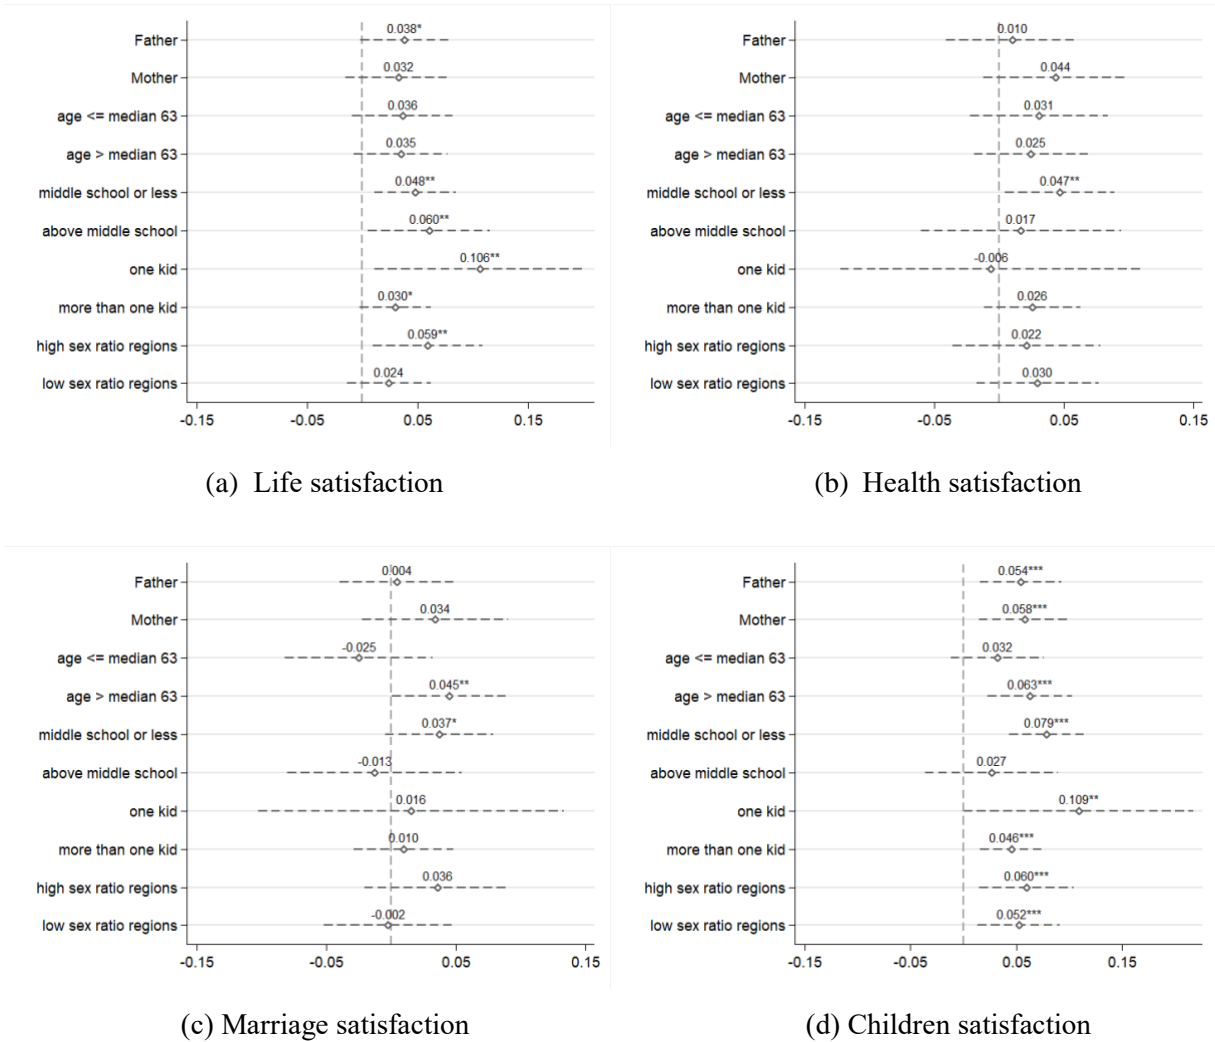 0.038*
Father
0.032
Mother
0.036
age <= median 63
0.035
age > median 63
0.048**
middle school or less
0.060**
above middle school
0.106**
one kid
0.030*
more than one kid
0.059**
high sex ratio regions
0.024
low sex ratio regions
-0.15 -0.05 0.05 0.15
(a) Life satisfaction
0.010
Father
0.044
Mother
0.031
age <= median 63
0.025
age > median 63
0.047**
middle school or less
0.017
above middle school
-0.006
one kid
0.026
more than one kid
0.022
high sex ratio regions
0.030
low sex ratio regions
-0.15 -0.05 0.05 0.15
(b) Health satisfaction
0.004
Father
0.034
Mother
-0.025
age <= median 63
0.045**
age > median 63
0.037*
middle school or less
-0.013
above middle school
0.016
one kid
0.010
more than one kid
0.036
high sex ratio regions
-0.002
low sex ratio regions
-0.15 -0.05 0.05 0.15
(c) Marriage satisfaction
0.054***
Father
0.058***
Mother
0.032
age <= median 63
0.063***
age > median 63
0.079***
middle school or less
0.027
above middle school
0.109**
one kid
0.046***
more than one kid
0.060***
high sex ratio regions
0.052***
low sex ratio regions
-0.15 -0.05 0.05 0.15
(d) Children satisfaction